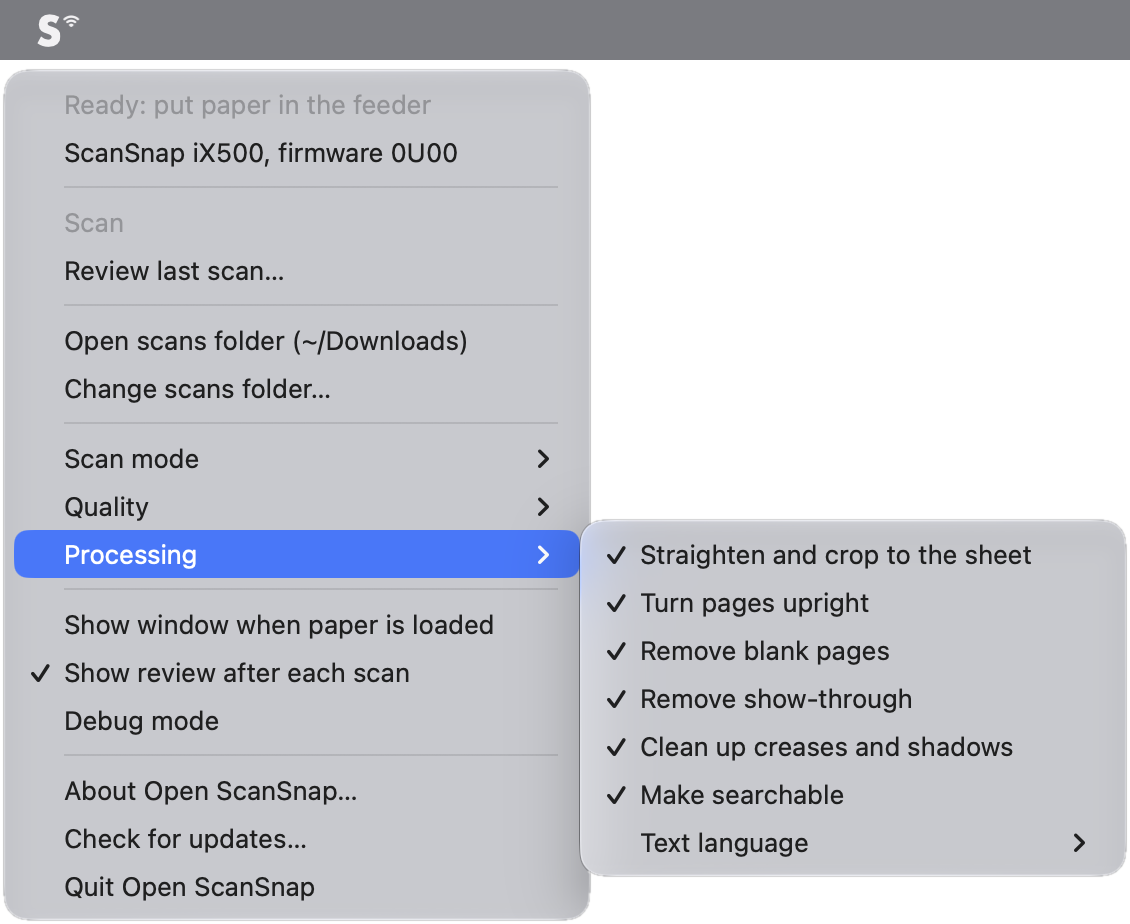 S
Ready: put paper in the feeder
ScanSnap iX500, firmware 0U00
Scan
Review last scan...
Open scans folder (~/Downloads)
Change scans folder...
Scan mode
Quality
Processing
Show window when paper is loaded
Show review after each scan
Debug mode
About Open ScanSnap...
Check for updates...
Quit Open ScanSnap
Straighten and crop to the sheet
Turn pages upright
Remove blank pages
Remove show-through
Clean up creases and shadows
Make searchable
Text language